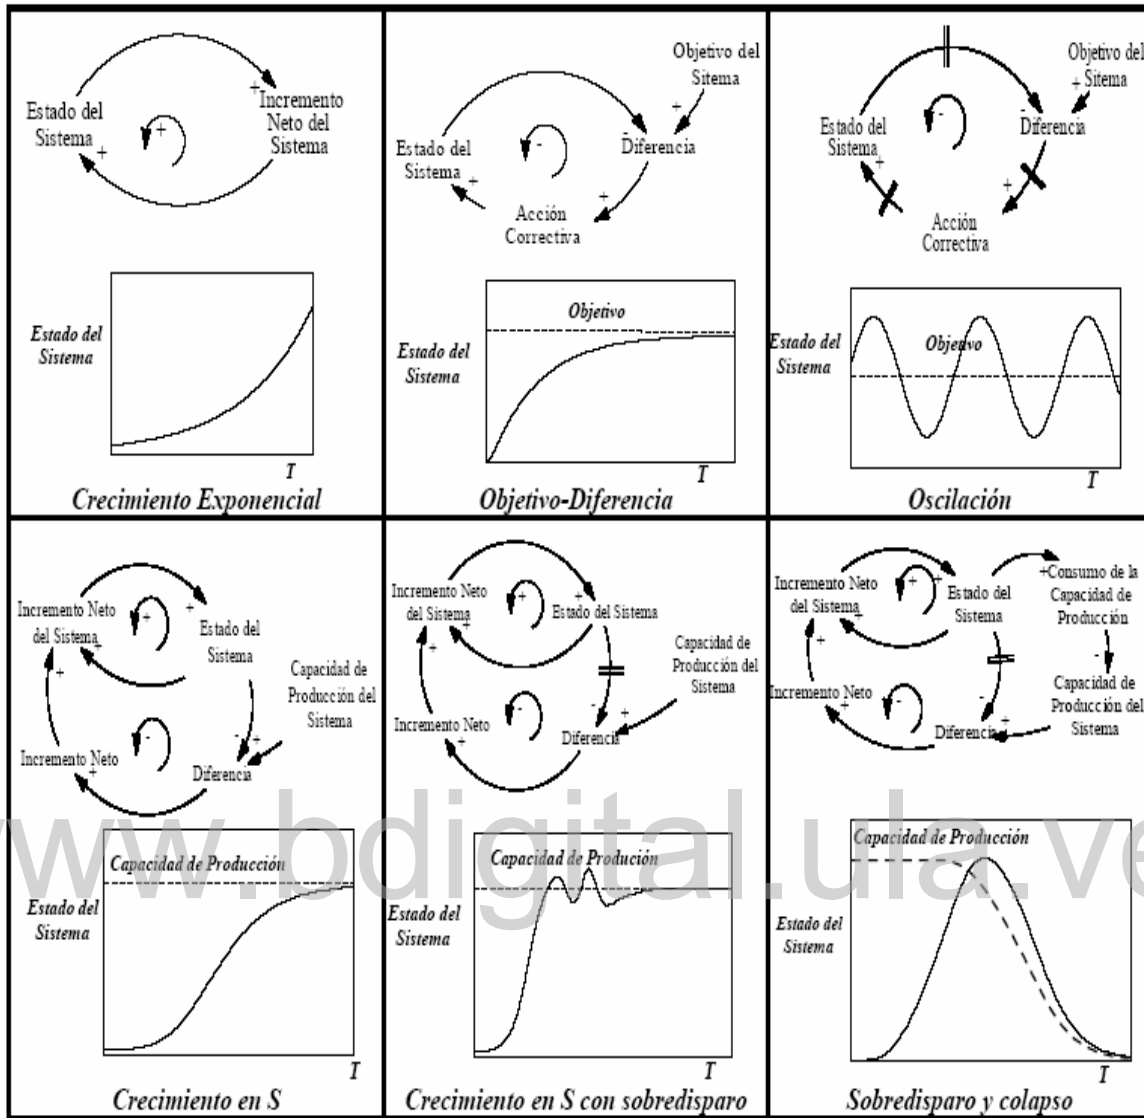 Estado del
Sistema
+
+
+
Incremento
Neto del
Sistema
Estado del
Sistema
T
Crecimiento Exponencial
Objetivo del
Sitema
+
-
Diferencia
-
Estado del
Sistema
+
+
Acción
Correctiva
Objetivo
Estado del
Sistema
T
Objetivo-Diferencia
Objetivo del
Sitema
+
-
Diferencia
-
Estado del
Sistema
+
+
Acción
Correctiva
Estado del
Sistema
Objetivo
T
Oscilación
Incremento Neto
del Sistema
+
+
+
Estado del
Sistema
Capacidad de
Producción del
Sistema
+
-
-
+
Incremento Neto
+
Diferencia
Capacidad de Producción
Estado del
Sistema
T
Crecimiento en S
Incremento Neto
del Sistema
+
+
+
Estado del Sistema
Capacidad de
Producción del
Sistema
+
-
-
+
Incremento Neto
+
Diferencia
Capacidad de Produción
Estado del
Sistema
T
Crecimiento en S con sobredisparo
Incremento Neto
del Sistema
+
+
+
Estado del
Sistema
+
Consumo de la
Capacidad de
Producción
-
Capacidad de
Producción del
Sistema
+
-
-
+
Incremento Neto
+
Diferencia
Capacidad de Producción
Estado del
Sistema
T
Sobredisparo y colapso
www.bdigital.ula.ve